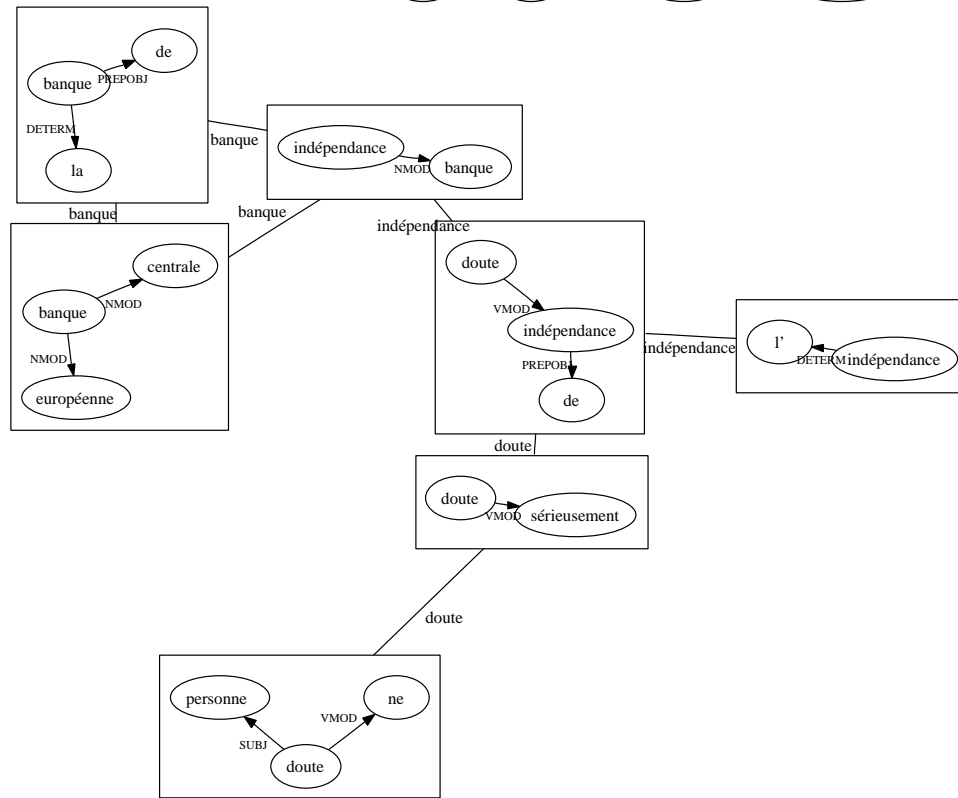 de
banque
PREPOBJ
DETERM
la
banque
indépendance
NMOD
banque
banque
banque
indépendance
centrale
banque
NMOD
NMOD
européenne
doute
VMOD
indépendance
PREPOBJ
de
indépendance
l'
DETERM
indépendance
doute
doute
VMOD
sérieusement
doute
personne
ne
VMOD
SUBJ
doute